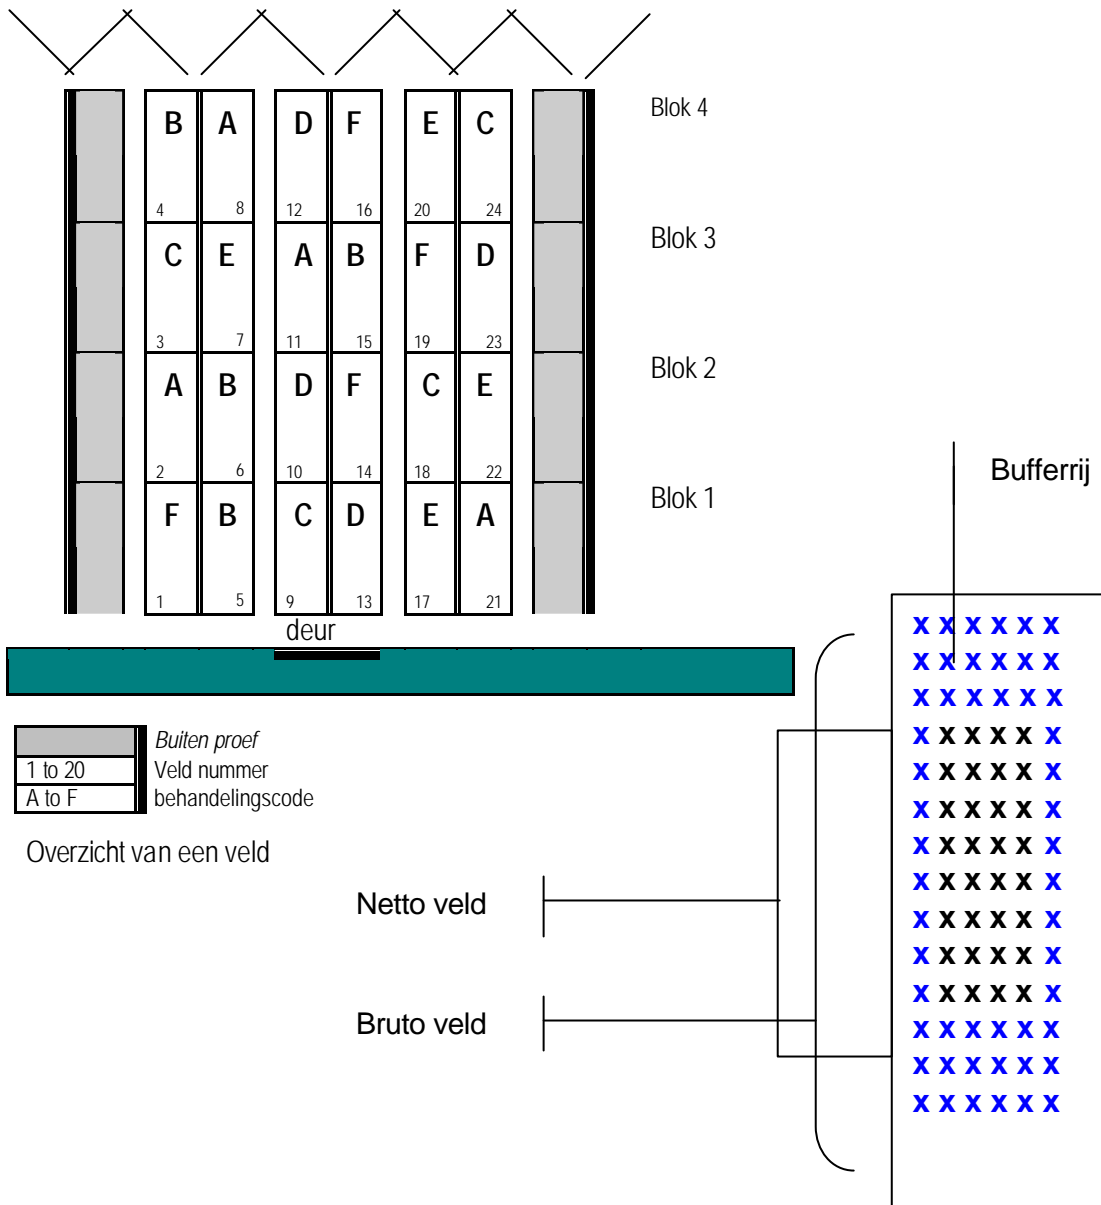 B A D F E C Blok 4
4 8 12 16 20 24
C E A B F D Blok 3
3 7 11 15 19 23
A B D F C E Blok 2
2 6 10 14 18 22
F B C D E A Blok 1
1 5 9 13 17 21
deur
Buiten proef
1 to 20 Veld nummer
A to F behandelingscode
Overzicht van een veld
Bufferrij
Netto veld
Bruto veld
x x x x x x
x x x x x x
x x x x x x
x x x x x x
x x x x x x
x x x x x x
x x x x x x
x x x x x x
x x x x x x
x x x x x x
x x x x x x
x x x x x x
x x x x x x
x x x x x x